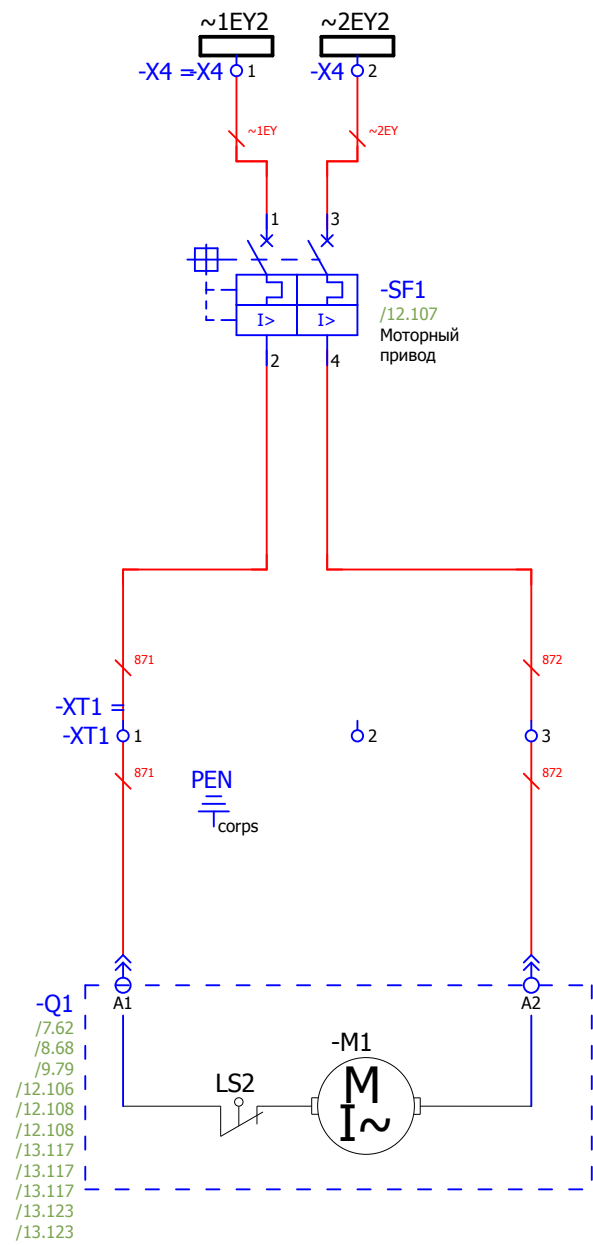 ~1EY2
~2EY2
-X4 =-X4
1
-X4
2
~1EY
~2EY
1
3
-SF1
/12.107
Моторный
привод
I>
I>
2
4
871
872
-XT1 =
-XT1
1
2
3
871
872
PEN
corps
A1
A2
-Q1
/7.62
/8.68
/9.79
/12.106
/12.108
/12.108
/13.117
/13.117
/13.117
/13.123
/13.123
-M1
LS2
M
I~